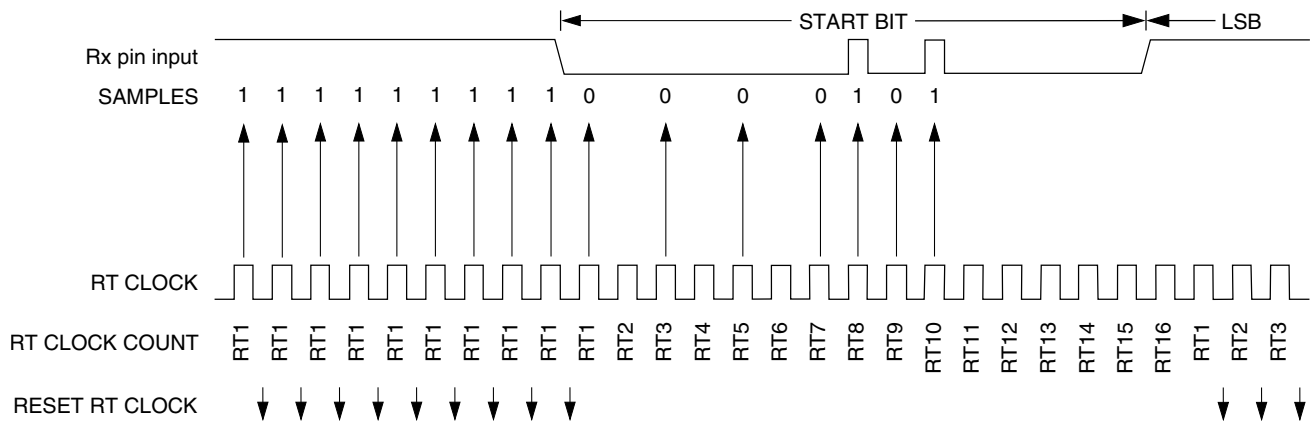 START BIT LSB
Rx pin input
SAMPLES 1 1 1 1 1 1 1 1 1 0 0 0 0 1 0 1
RT CLOCK
RT CLOCK COUNT RT1 RT1 RT1 RT1 RT1 RT1 RT1 RT1 RT1 RT1 RT2 RT3 RT4 RT5 RT6 RT7 RT8 RT9 RT10 RT11 RT12 RT13 RT14 RT15 RT16 RT1 RT2 RT3
RESET RT CLOCK